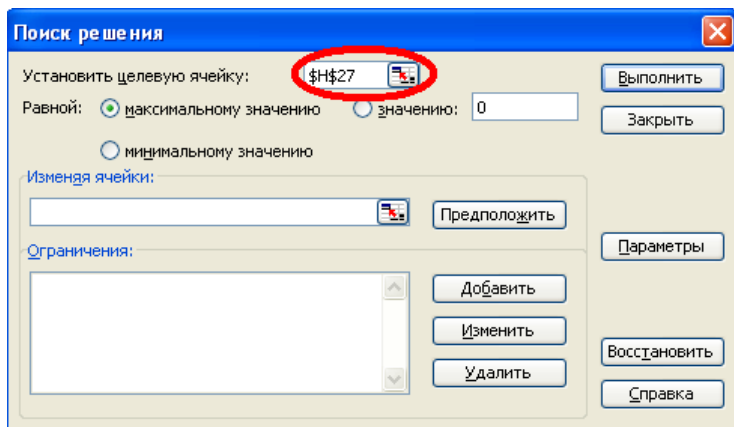 Поиск решения
Установить целевую ячейку: $H$27
Выполнить
Равной: максимальному значению значению: 0
Закрыть
минимальному значению
Изменяя ячейки:
Предположить
Ограничения:
Параметры
Добавить
Изменить
Восстановить
Удалить
Справка